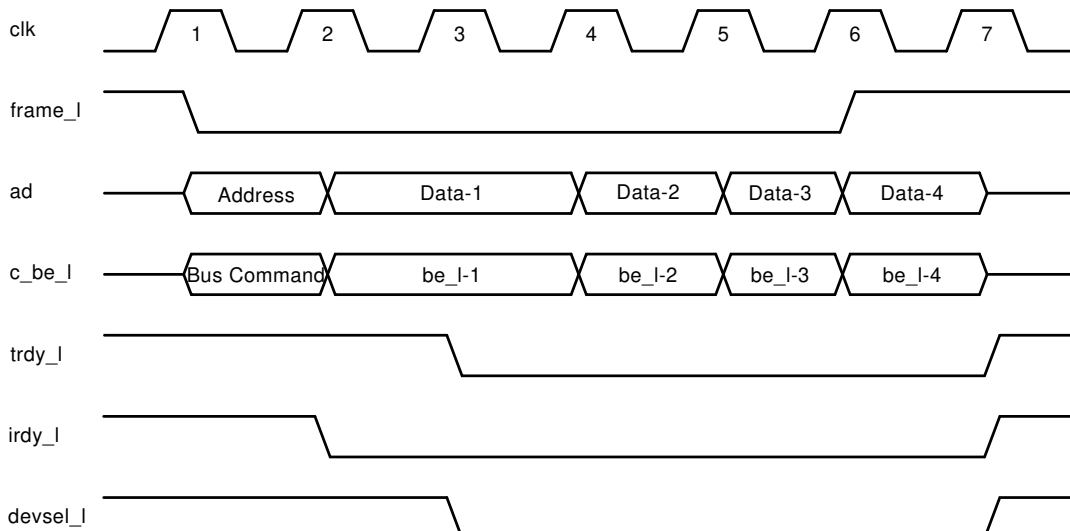 clk 1 2 3 4 5 6 7
frame_l
ad Address Data-1 Data-2 Data-3 Data-4
c_be_l Bus Command be_l-1 be_l-2 be_l-3 be_l-4
trdy_l
irdy_l
devsel_l